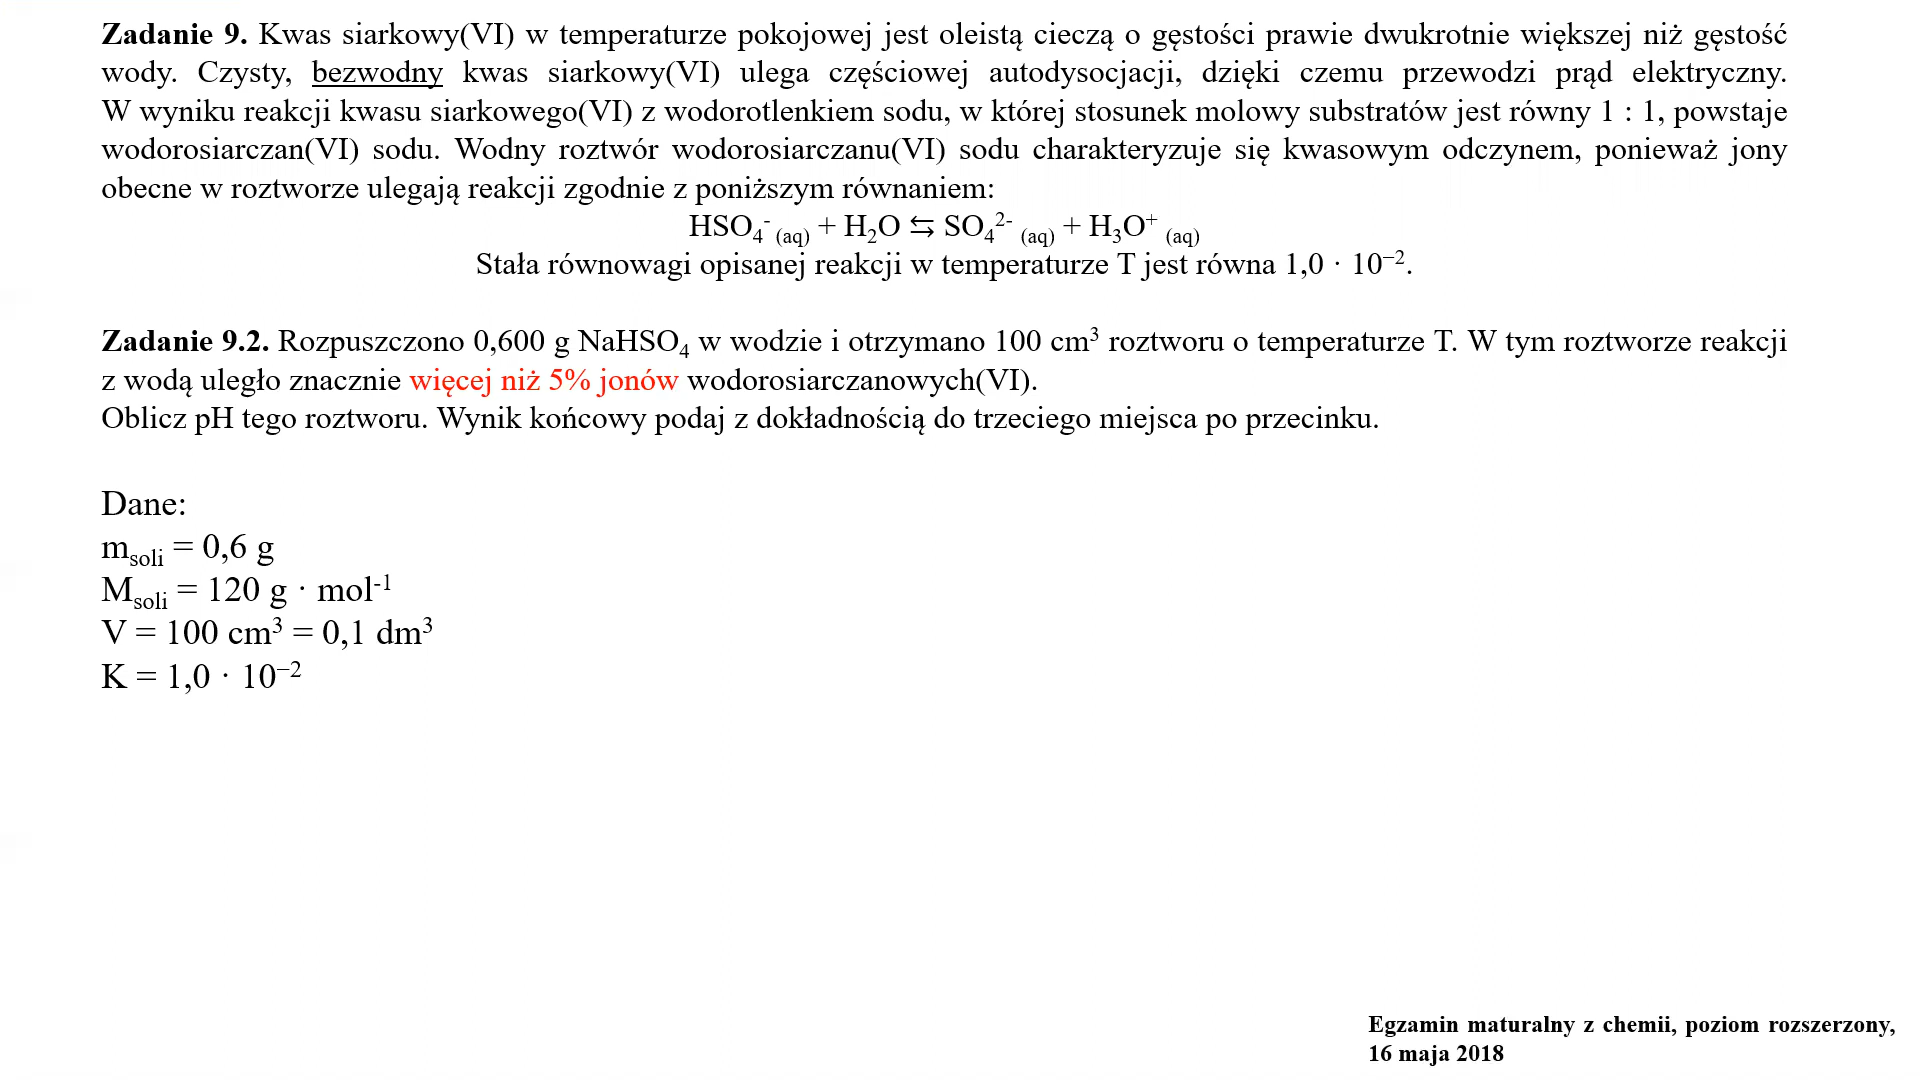 Zadanie 9. Kwas siarkowy(VI) w temperaturze pokojowej jest oleistą cieczą o gęstości prawie dwukrotnie większej niż gęstość
wody. Czysty, bezwodny kwas siarkowy(VI) ulega częściowej autodysocjacji, dzięki czemu przewodzi prąd elektryczny.
W wyniku reakcji kwasu siarkowego(VI) z wodorotlenkiem sodu, w której stosunek molowy substratów jest równy 1 : 1, powstaje
wodorosiarczan(VI) sodu. Wodny roztwór wodorosiarczanu(VI) sodu charakteryzuje się kwasowym odczynem, ponieważ jony
obecne w roztworze ulegają reakcji zgodnie z poniższym równaniem:
HSO₄⁻ (aq) + H₂O ⇆ SO₄²⁻ (aq) + H₃O⁺ (aq)
Stała równowagi opisanej reakcji w temperaturze T jest równa 1,0 · 10⁻².
Zadanie 9.2. Rozpuszczono 0,600 g NaHSO₄ w wodzie i otrzymano 100 cm³ roztworu o temperaturze T. W tym roztworze reakcji
z wodą uległo znacznie więcej niż 5% jonów wodorosiarczanowych(VI).
Oblicz pH tego roztworu. Wynik końcowy podaj z dokładnością do trzeciego miejsca po przecinku.
Dane:
mₛₒₗᵢ = 0,6 g
Mₛₒₗᵢ = 120 g · mol⁻¹
V = 100 cm³ = 0,1 dm³
K = 1,0 · 10⁻²
Egzamin maturalny z chemii, poziom rozszerzony,
16 maja 2018